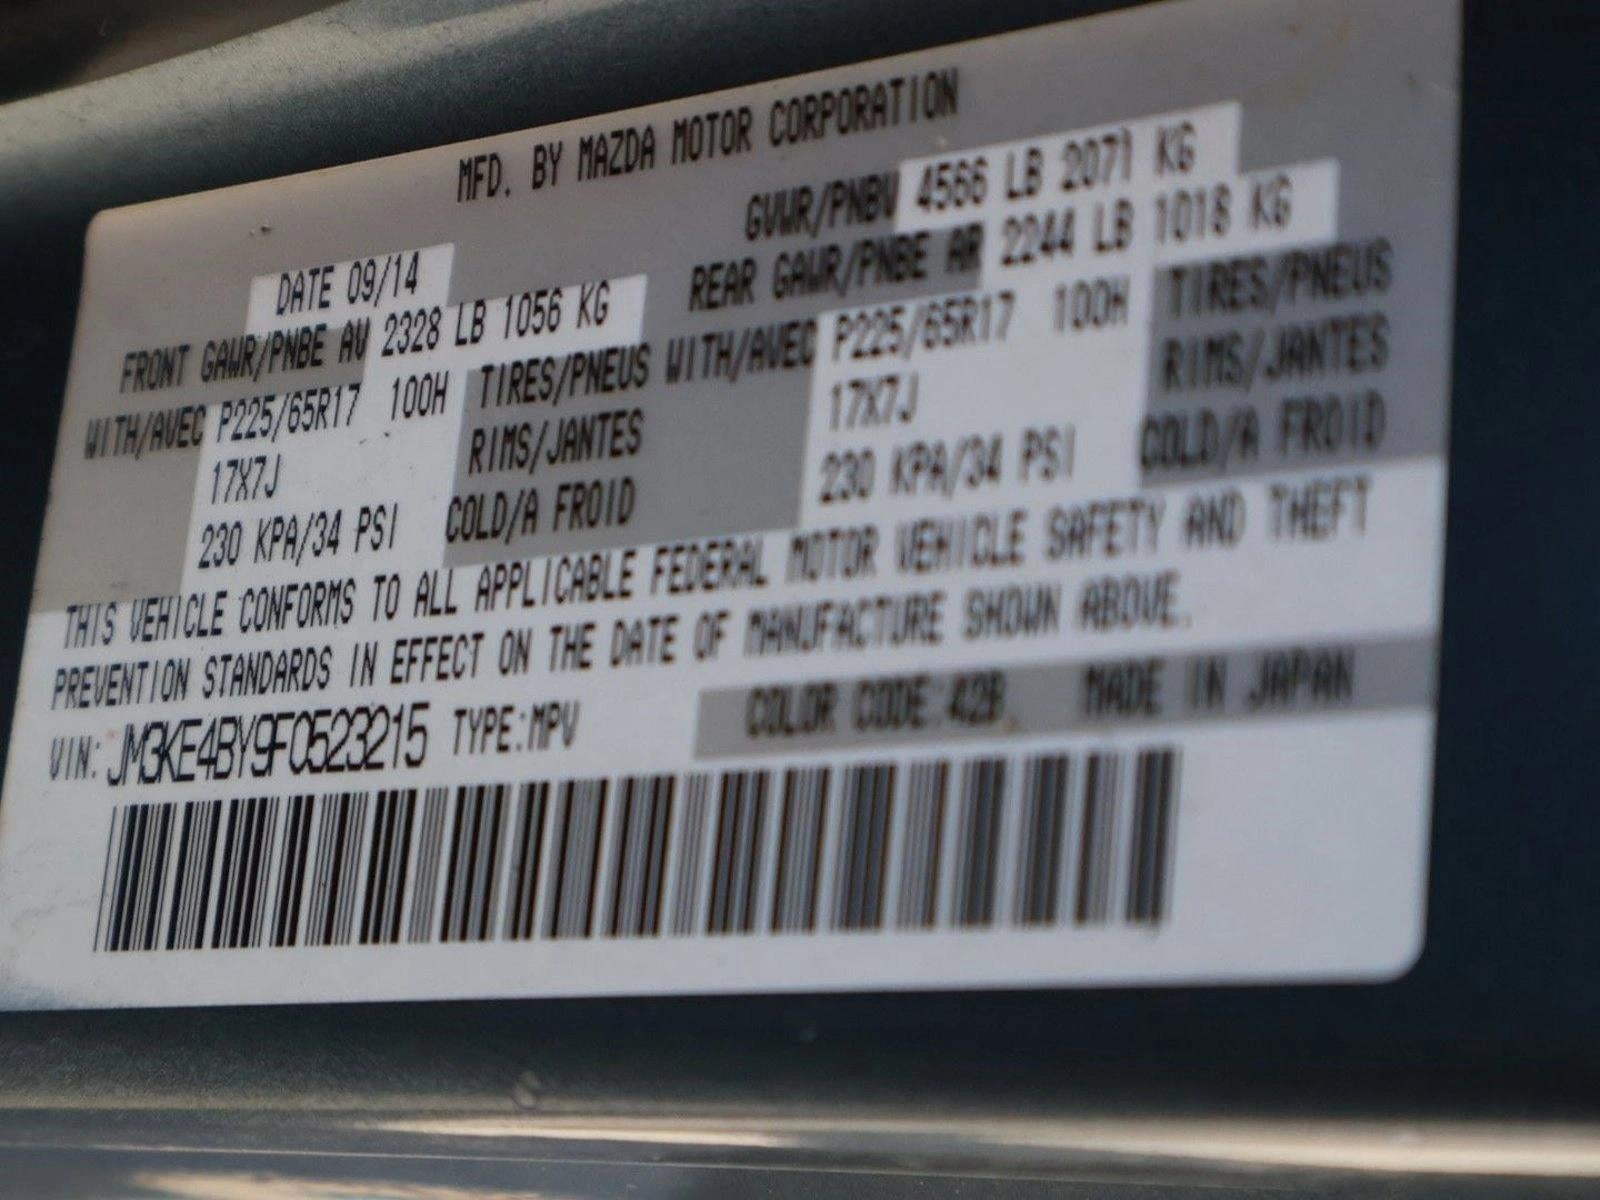 MFD. BY MAZDA MOTOR CORPORATION
DATE 09/14 GVWR/PNBV 4566 LB 2071 KG
FRONT GAWR/PNBE AV 2328 LB 1056 KG REAR GAWR/PNBE AR 2244 LB 1018 KG
WITH/AVEC P225/65R17 100H TIRES/PNEUS WITH/AVEC P225/65R17 100H TIRES/PNEUS
17X7J RIMS/JANTES 17X7J RIMS/JANTES
230 KPA/34 PSI COLD/A FROID 230 KPA/34 PSI COLD/A FROID
THIS VEHICLE CONFORMS TO ALL APPLICABLE FEDERAL MOTOR VEHICLE SAFETY AND THEFT
PREVENTION STANDARDS IN EFFECT ON THE DATE OF MANUFACTURE SHOWN ABOVE.
VIN: JM3KE4BY9F0523215 TYPE:MPV COLOR CODE:42B MADE IN JAPAN